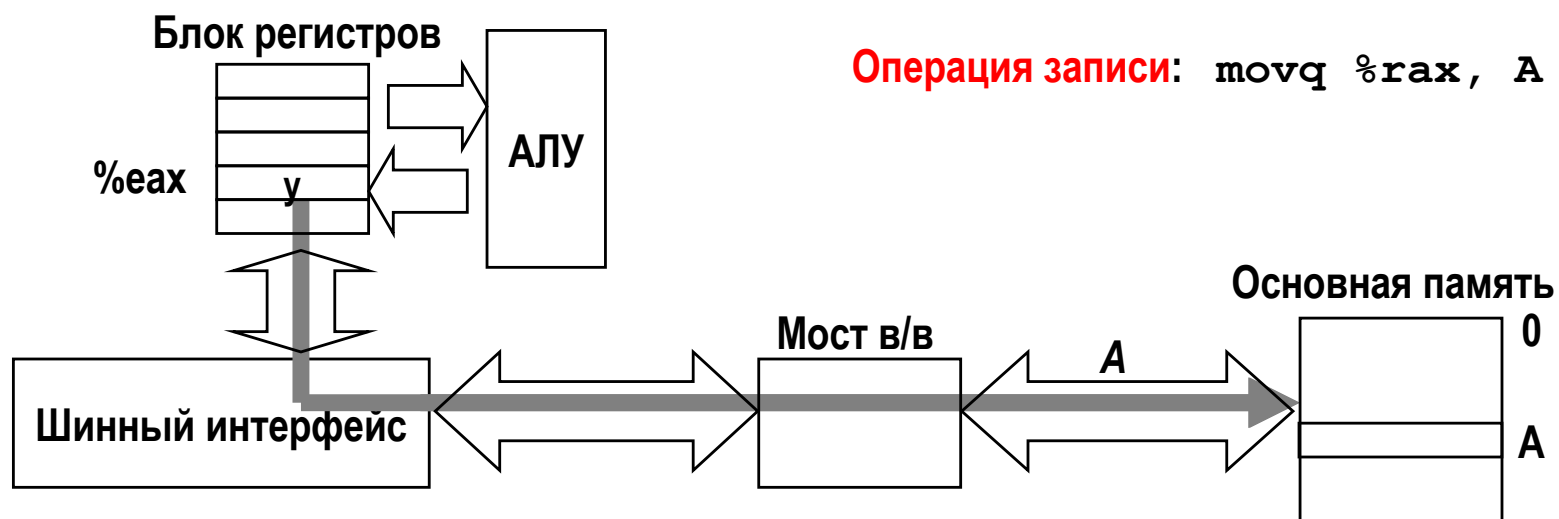 Блок регистров
Операция записи: movq %rax, A
АЛУ
%eax
y
Основная память
0
Мост в/в
A
Шинный интерфейс
A